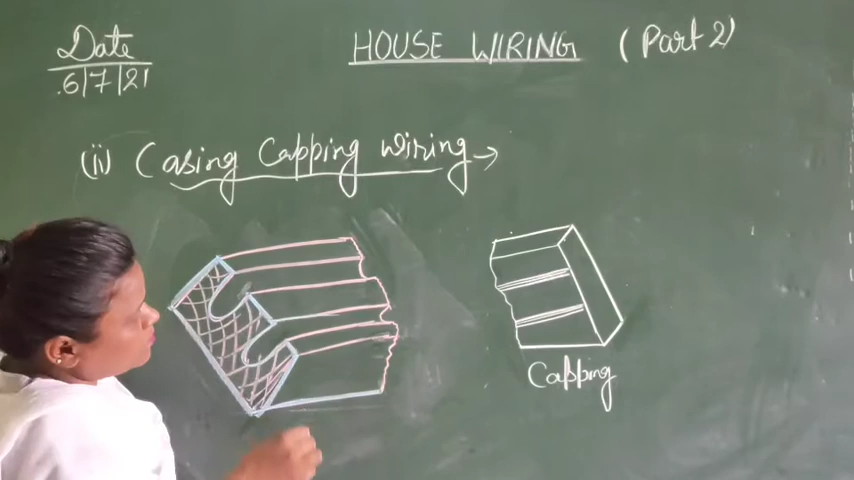 Date
6/7/21
HOUSE WIRING (Part 2)
(ii) Casing Capping Wiring →
Capping